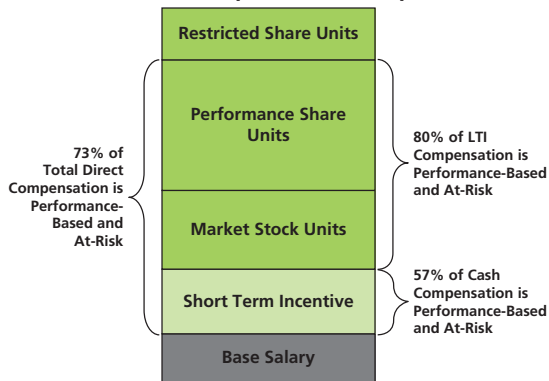 Restricted Share Units
Performance Share
Units
Market Stock Units
Short Term Incentive
Base Salary
73% of
Total Direct
Compensation is
Performance-
Based and
At-Risk
80% of LTI
Compensation is
Performance-Based
and At-Risk
57% of Cash
Compensation is
Performance-Based
and At-Risk